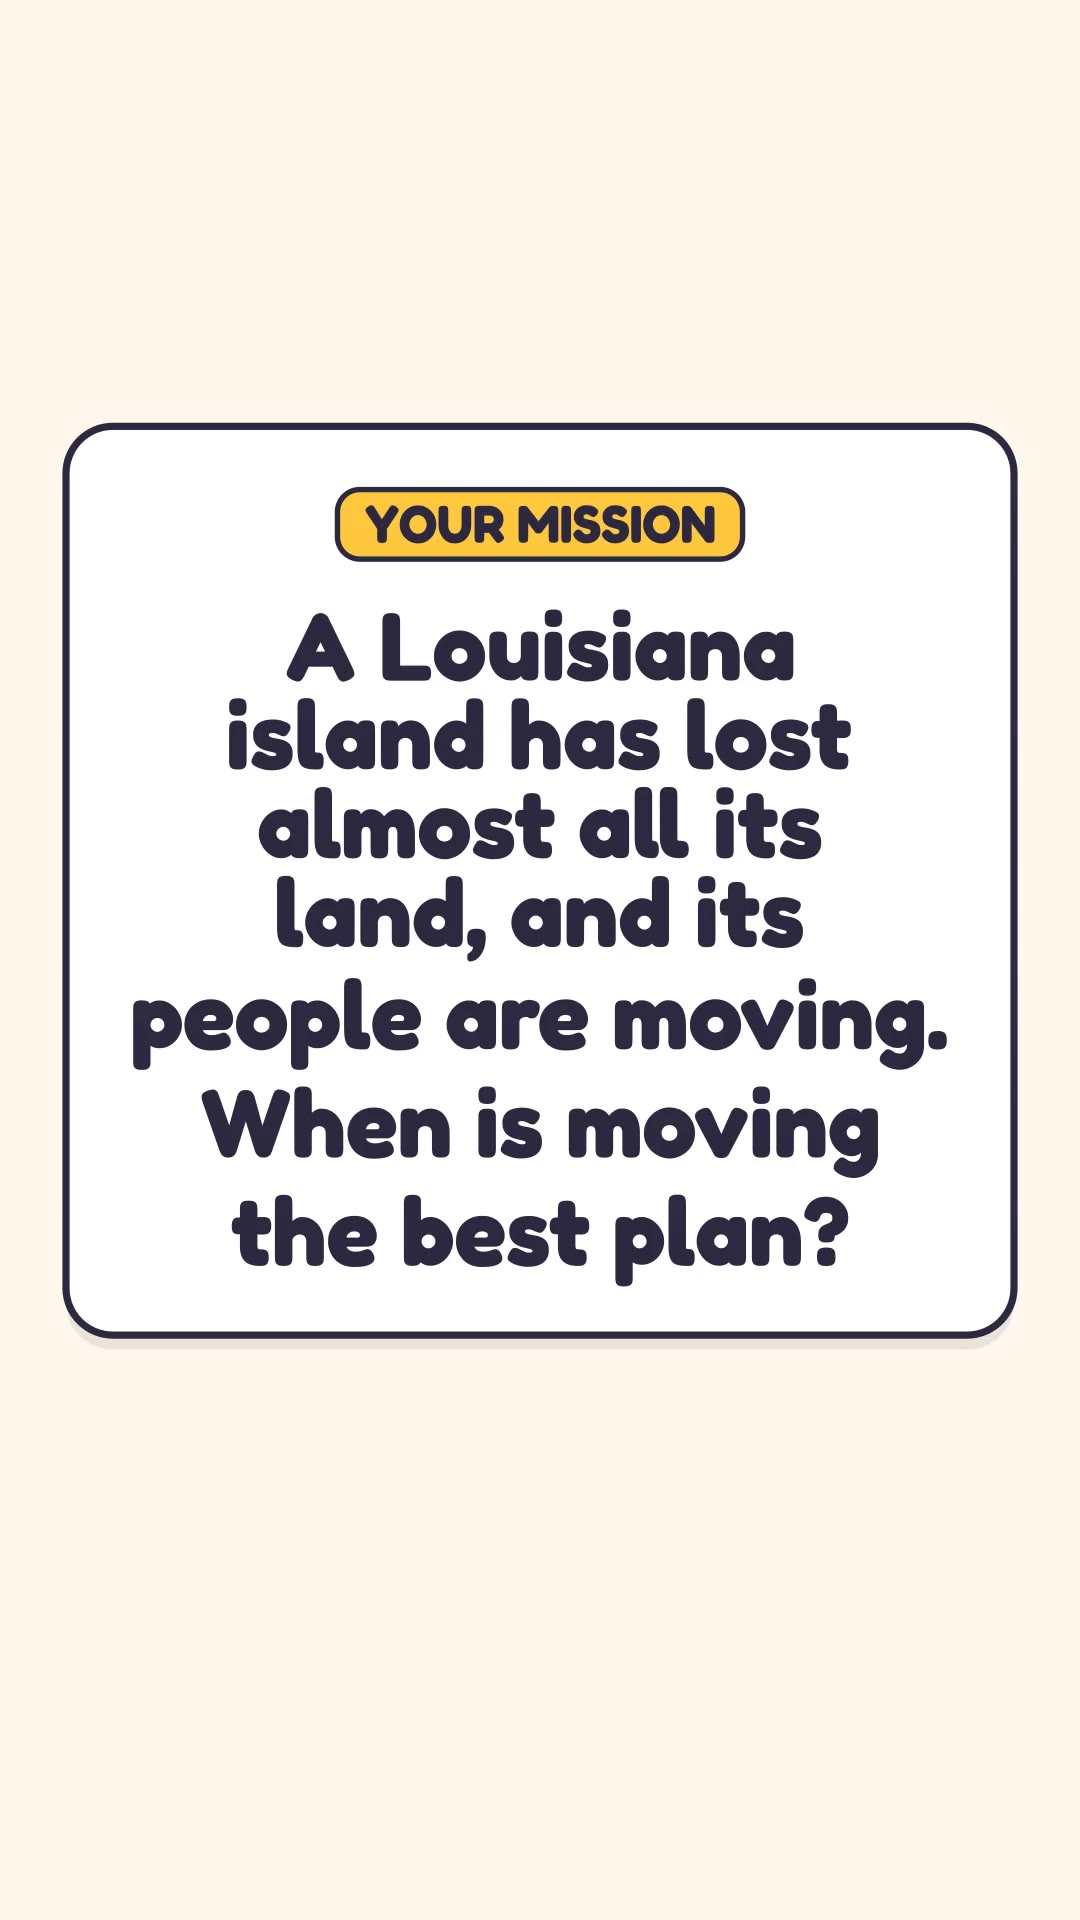 YOUR MISSION
A Louisiana
island has lost
almost all its
land, and its
people are moving.
When is moving
the best plan?